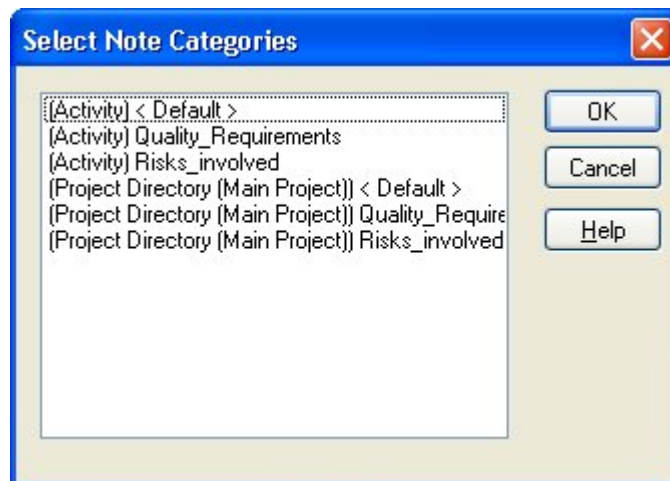 Select Note Categories
(Activity) < Default >
(Activity) Quality_Requirements
(Activity) Risks_involved
(Project Directory (Main Project)) < Default >
(Project Directory (Main Project)) Quality_Require
(Project Directory (Main Project)) Risks_involved
OK
Cancel
Help